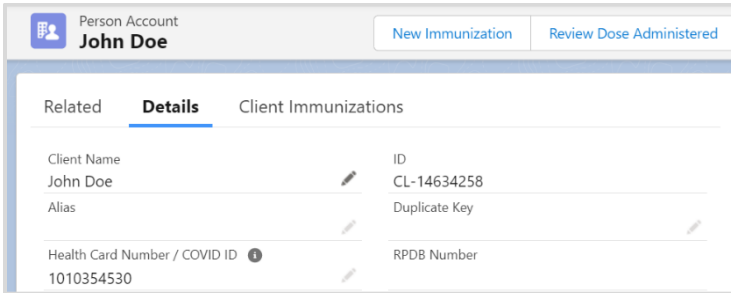 Person Account
John Doe
New Immunization
Review Dose Administered
Related
Details
Client Immunizations
Client Name
John Doe
ID
CL-14634258
Alias
Duplicate Key
Health Card Number / COVID ID
1010354530
RPDB Number